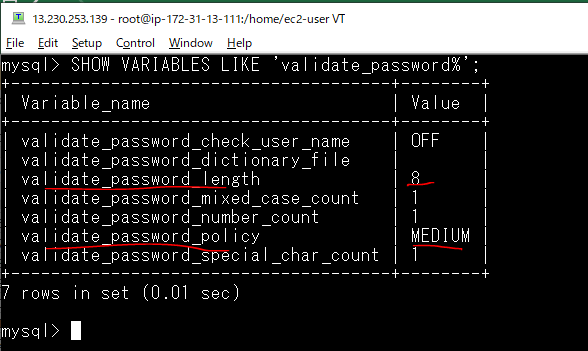 13.230.253.139 - root@ip-172-31-13-111:/home/ec2-user VT
File Edit Setup Control Window Help
mysql> SHOW VARIABLES LIKE 'validate_password%';
+--------------------------------------+--------+
| Variable_name                        | Value  |
+--------------------------------------+--------+
| validate_password_check_user_name    | OFF    |
| validate_password_dictionary_file    |        |
| validate_password_length             | 8      |
| validate_password_mixed_case_count   | 1      |
| validate_password_number_count       | 1      |
| validate_password_policy             | MEDIUM |
| validate_password_special_char_count | 1      |
+--------------------------------------+--------+
7 rows in set (0.01 sec)
mysql>